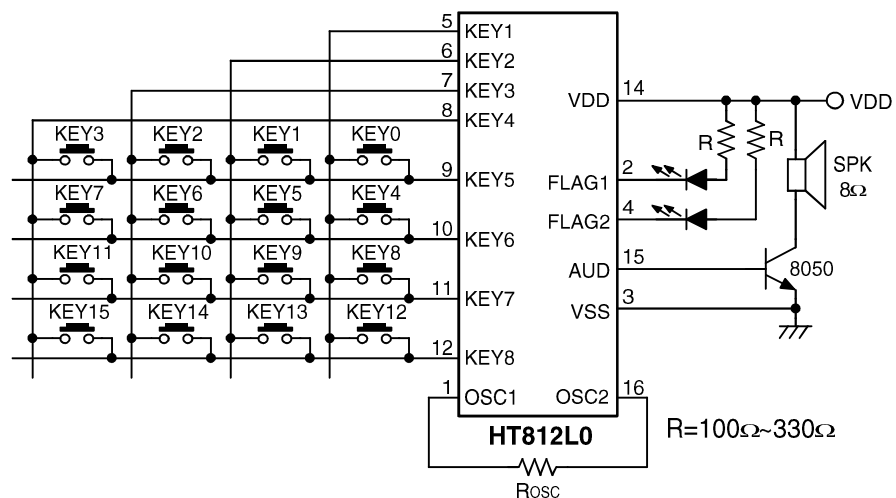 5 KEY1
6 KEY2
7 KEY3 VDD 14 VDD
8 KEY4
KEY3 KEY2 KEY1 KEY0 R R
9 KEY5 FLAG1 2 SPK
8Ω
KEY7 KEY6 KEY5 KEY4
10 KEY6 FLAG2 4
KEY11 KEY10 KEY9 KEY8
AUD 15 8050
11 KEY7 VSS 3
KEY15 KEY14 KEY13 KEY12
12 KEY8
1 OSC1 OSC2 16
HT812L0 R=100Ω~330Ω
ROSC